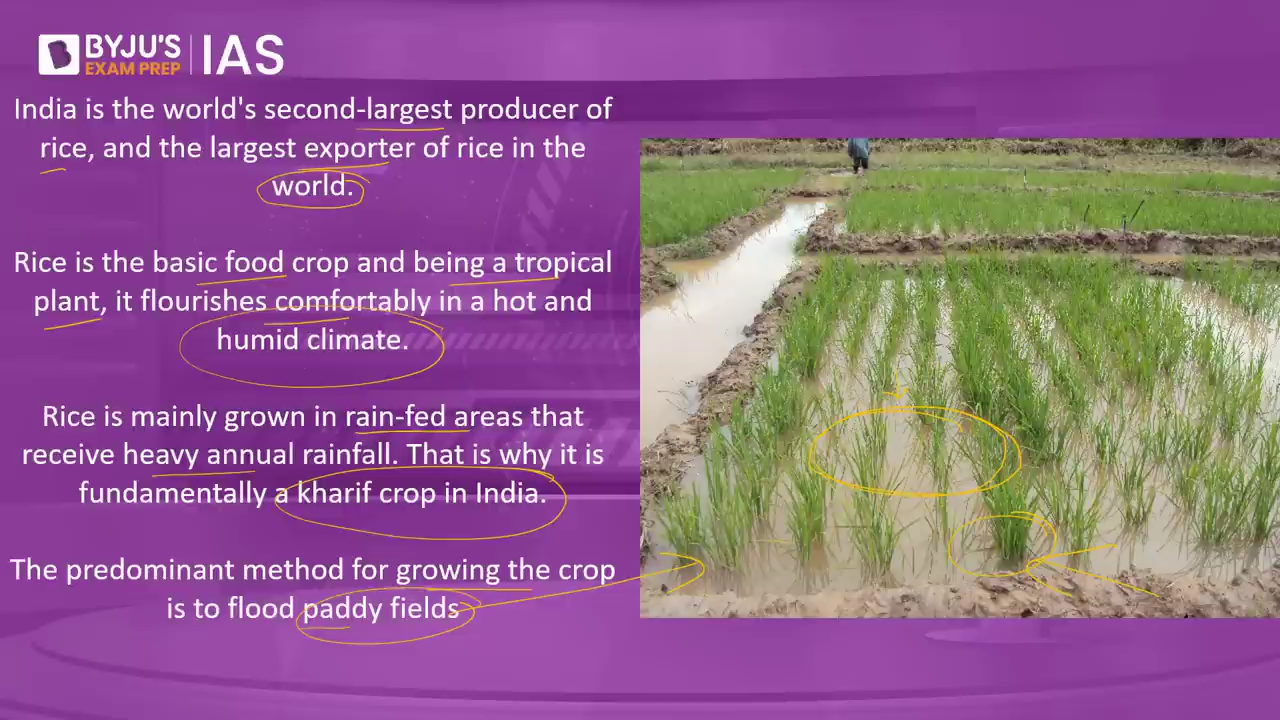 BYJU'S
EXAM PREP
IAS
India is the world's second-largest producer of
rice, and the largest exporter of rice in the
world.
Rice is the basic food crop and being a tropical
plant, it flourishes comfortably in a hot and
humid climate.
Rice is mainly grown in rain-fed areas that
receive heavy annual rainfall. That is why it is
fundamentally a kharif crop in India.
The predominant method for growing the crop
is to flood paddy fields